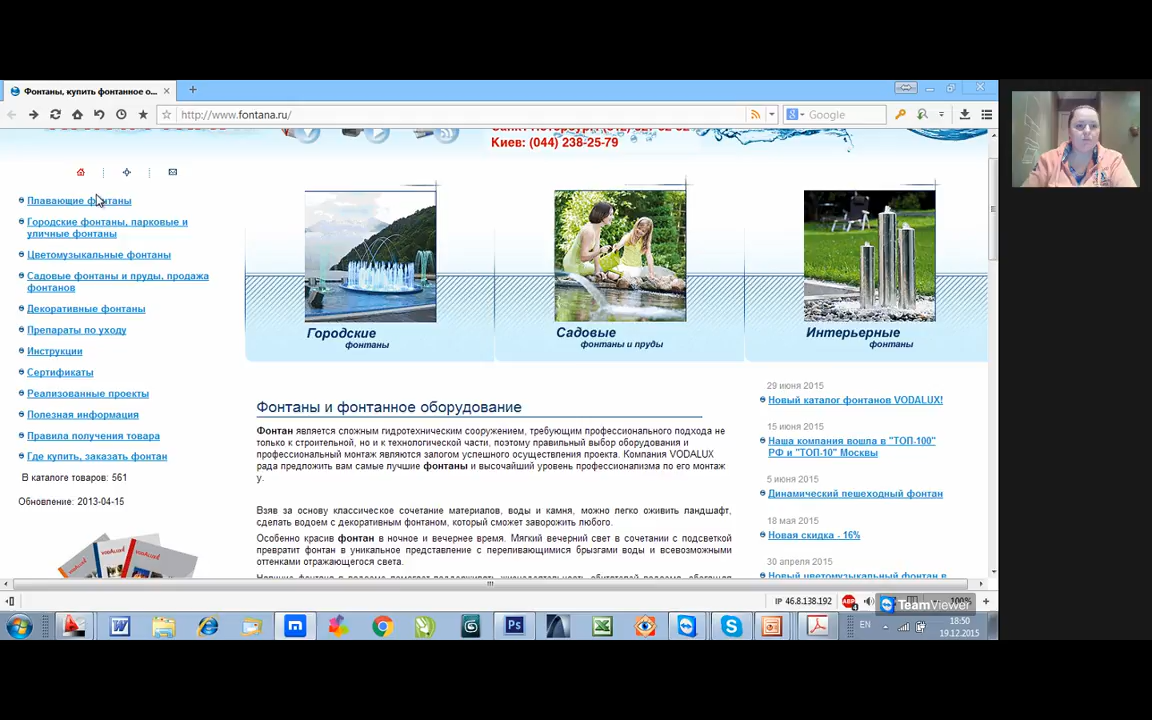 Фонтаны, купить фонтанное о...
http://www.fontana.ru/
Google
Киев: (044) 238-25-79
Плавающие фонтаны
Городские фонтаны, парковые и
уличные фонтаны
Цветомузыкальные фонтаны
Садовые фонтаны и пруды, продажа
фонтанов
Декоративные фонтаны
Препараты по уходу
Инструкции
Сертификаты
Реализованные проекты
Полезная информация
Правила получения товара
Где купить, заказать фонтан
В каталоге товаров: 561
Обновление: 2013-04-15
Городские
фонтаны
Садовые
фонтаны и пруды
Интерьерные
фонтаны
Фонтаны и фонтанное оборудование
Фонтан является сложным гидротехническим сооружением, требующим профессионального подхода не
только к строительной, но и к технологической части, поэтому правильный выбор оборудования и
профессиональный монтаж являются залогом успешного осуществления проекта. Компания VODALUX
рада предложить вам самые лучшие фонтаны и высочайший уровень профессионализма по его монтаж
у.
Взяв за основу классическое сочетание материалов, воды и камня, можно легко оживить ландшафт,
сделать водоем с декоративным фонтаном, который сможет заворожить любого.
Особенно красив фонтан в ночное и вечернее время. Мягкий вечерний свет в сочетании с подсветкой
превратит фонтан в уникальное представление с переливающимися брызгами воды и всевозможными
оттенками отражающегося света.
29 июня 2015
Новый каталог фонтанов VODALUX!
15 июня 2015
Наша компания вошла в "ТОП-100"
РФ и "ТОП-10" Москвы
5 июня 2015
Динамический пешеходный фонтан
18 мая 2015
Новая скидка - 16%
30 апреля 2015
Новый цветомузыкальный фонтан в
IP 46.8.138.192
ABP
100%
TeamViewer
EN
18:50
19.12.2015